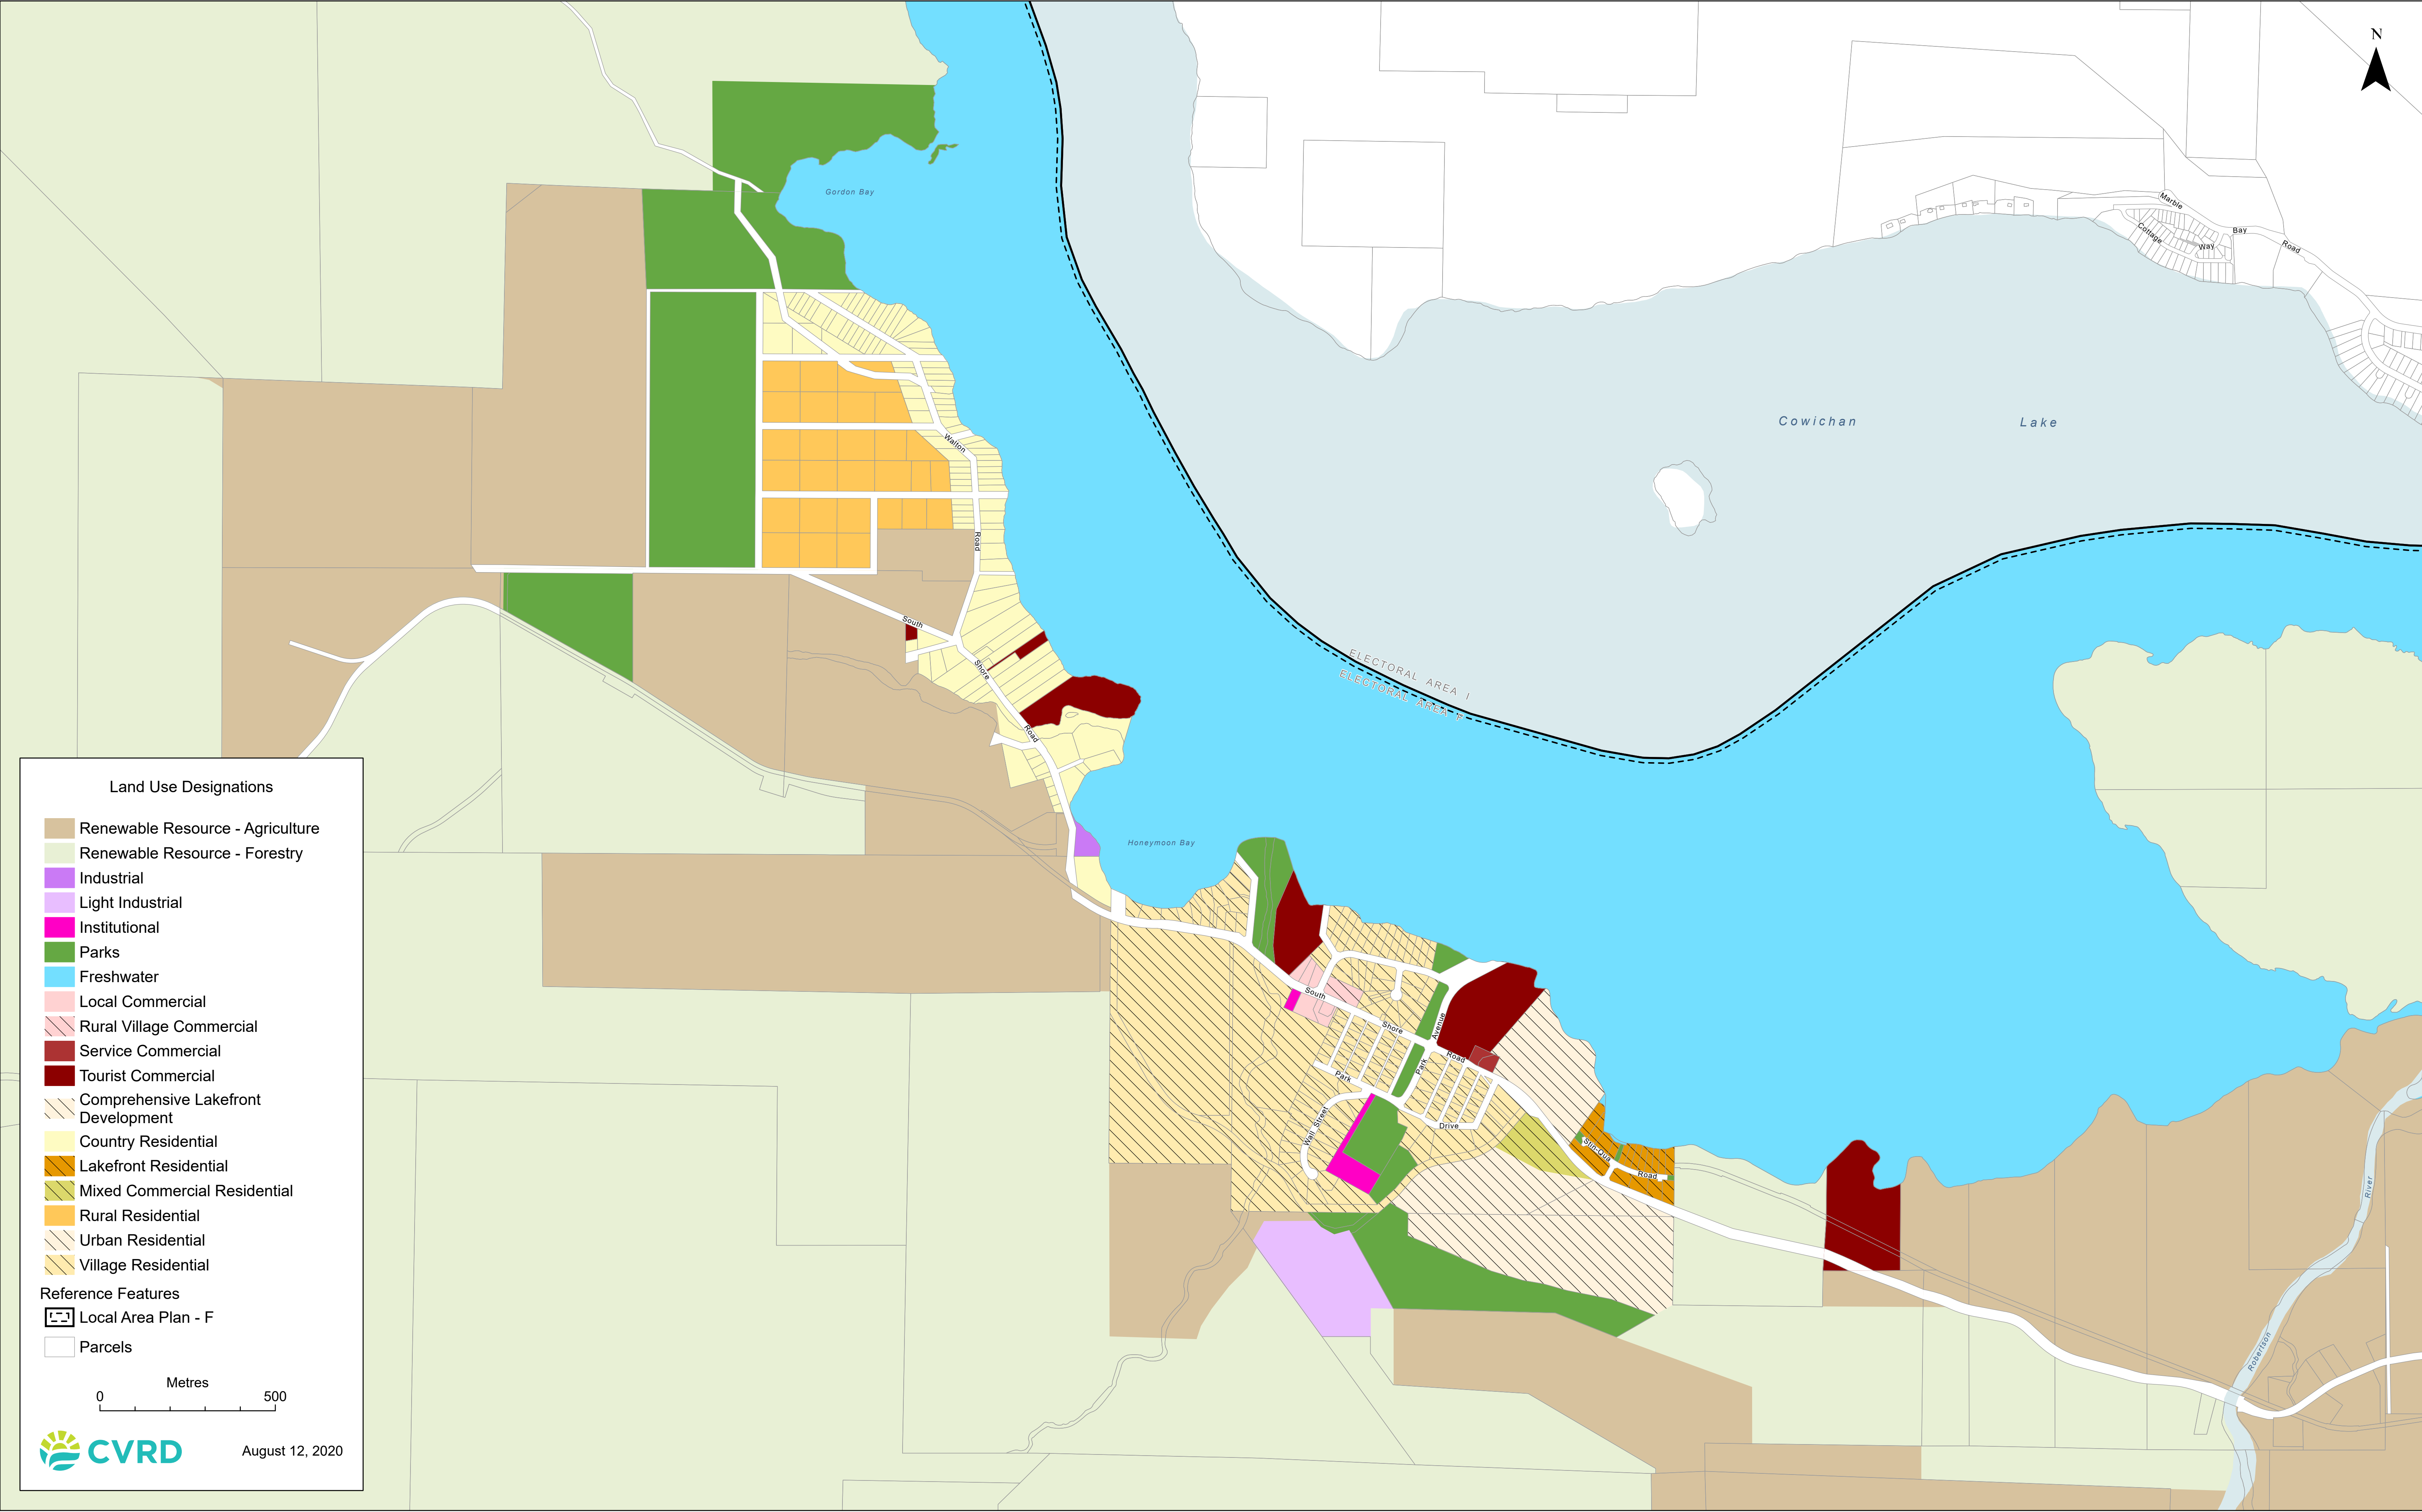 N
Gordon Bay
Marble
Cottage
Way
Bay
Road
Walton
Road
Cowichan Lake
South
Shore
Road
ELECTORAL AREA I
ELECTORAL AREA F
Honeymoon Bay
South
Shore
Avenue
Road
Park
Park
Wall Street
Drive
Stin-Qua
Road
River
Robertson
Land Use Designations
Renewable Resource - Agriculture
Renewable Resource - Forestry
Industrial
Light Industrial
Institutional
Parks
Freshwater
Local Commercial
Rural Village Commercial
Service Commercial
Tourist Commercial
Comprehensive Lakefront
Development
Country Residential
Lakefront Residential
Mixed Commercial Residential
Rural Residential
Urban Residential
Village Residential
Reference Features
Local Area Plan - F
Parcels
Metres
0 500
CVRD
August 12, 2020